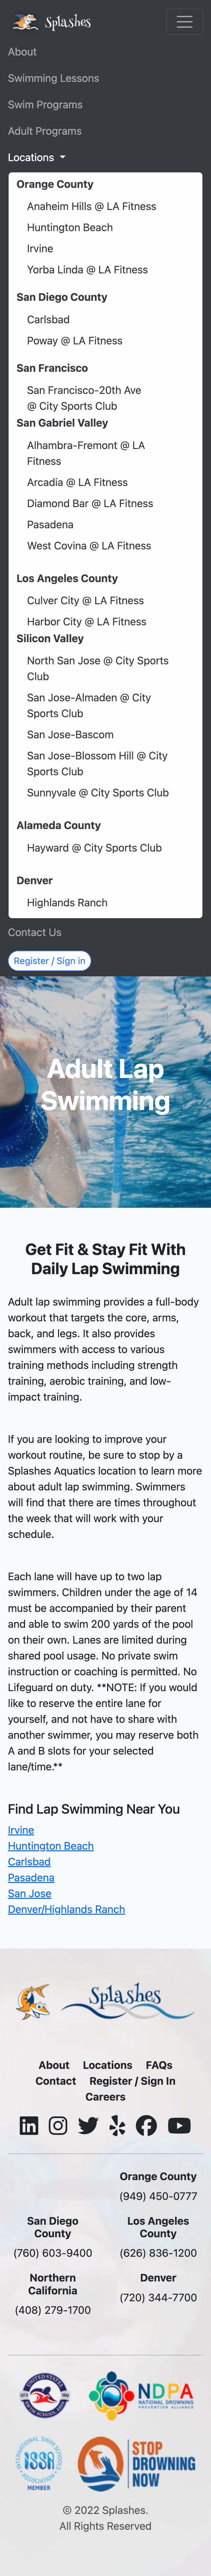 Splashes
About
Swimming Lessons
Swim Programs
Adult Programs
Locations
Orange County
Anaheim Hills @ LA Fitness
Huntington Beach
Irvine
Yorba Linda @ LA Fitness
San Diego County
Carlsbad
Poway @ LA Fitness
San Francisco
San Francisco-20th Ave
@ City Sports Club
San Gabriel Valley
Alhambra-Fremont @ LA
Fitness
Arcadia @ LA Fitness
Diamond Bar @ LA Fitness
Pasadena
West Covina @ LA Fitness
Los Angeles County
Culver City @ LA Fitness
Harbor City @ LA Fitness
Silicon Valley
North San Jose @ City Sports
Club
San Jose-Almaden @ City
Sports Club
San Jose-Bascom
San Jose-Blossom Hill @ City
Sports Club
Sunnyvale @ City Sports Club
Alameda County
Hayward @ City Sports Club
Denver
Highlands Ranch
Contact Us
Register / Sign in
Adult Lap
Swimming
Get Fit & Stay Fit With
Daily Lap Swimming
Adult lap swimming provides a full-body
workout that targets the core, arms,
back, and legs. It also provides
swimmers with access to various
training methods including strength
training, aerobic training, and low-
impact training.
If you are looking to improve your
workout routine, be sure to stop by a
Splashes Aquatics location to learn more
about adult lap swimming. Swimmers
will find that there are times throughout
the week that will work with your
schedule.
Each lane will have up to two lap
swimmers. Children under the age of 14
must be accompanied by their parent
and able to swim 200 yards of the pool
on their own. Lanes are limited during
shared pool usage. No private swim
instruction or coaching is permitted. No
Lifeguard on duty. **NOTE: If you would
like to reserve the entire lane for
yourself, and not have to share with
another swimmer, you may reserve both
A and B slots for your selected
lane/time.**
Find Lap Swimming Near You
Irvine
Huntington Beach
Carlsbad
Pasadena
San Jose
Denver/Highlands Ranch
Splashes
About Locations FAQs
Contact Register / Sign In
Careers
Orange County
(949) 450-0777
San Diego
County
(760) 603-9400
Los Angeles
County
(626) 836-1200
Northern
California
(408) 279-1700
Denver
(720) 344-7700
UNITED STATES
SWIM SCHOOL ASSN
NDPA
NATIONAL DROWNING
PREVENTION ALLIANCE
INTERNATIONAL SWIM SCHOOLS
ISSA
ASSOCIATION
MEMBER
STOP
DROWNING
NOW
© 2022 Splashes.
All Rights Reserved